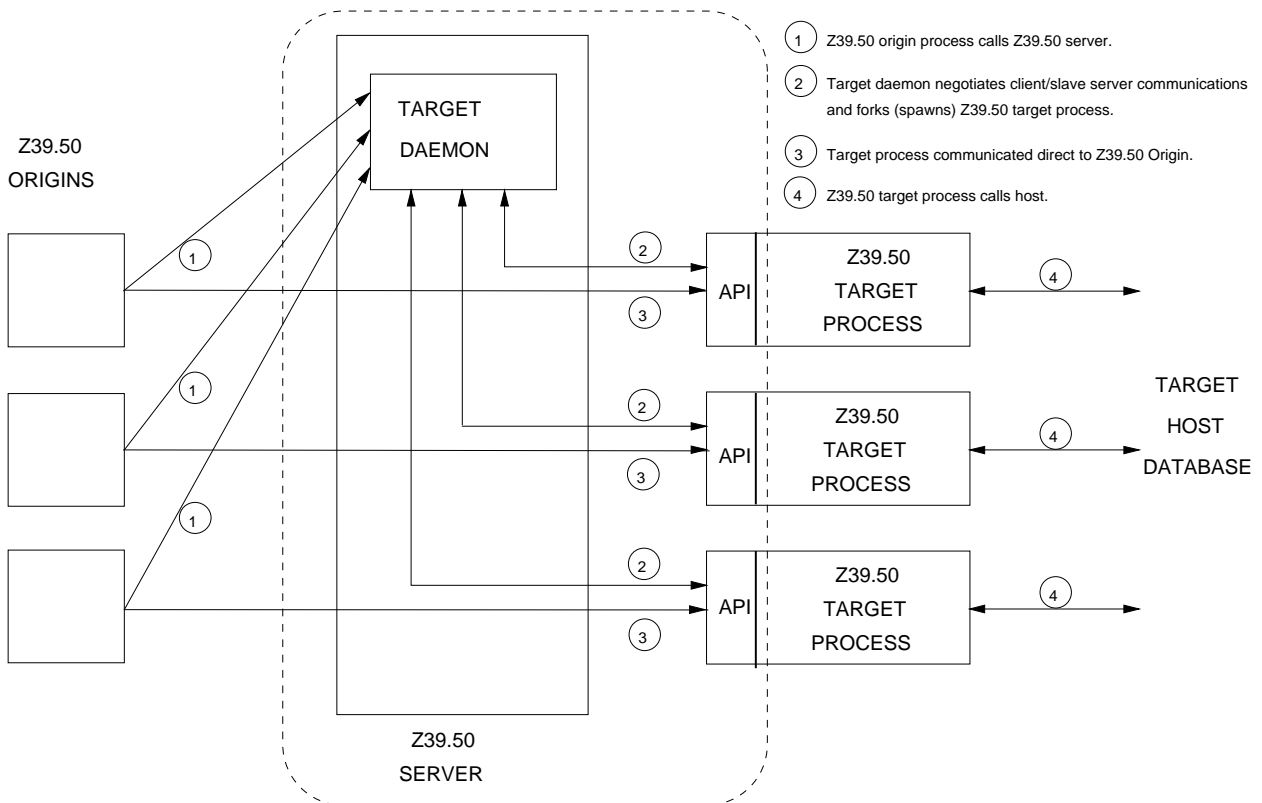 1 Z39.50 origin process calls Z39.50 server.
2 Target daemon negotiates client/slave server communications
and forks (spawns) Z39.50 target process.
3 Target process communicated direct to Z39.50 Origin.
4 Z39.50 target process calls host.
Z39.50
ORIGINS
TARGET
DAEMON
1
1
1
2
3
API
Z39.50
TARGET
PROCESS
4
2
3
API
Z39.50
TARGET
PROCESS
4
2
3
API
Z39.50
TARGET
PROCESS
4
TARGET
HOST
DATABASE
Z39.50
SERVER